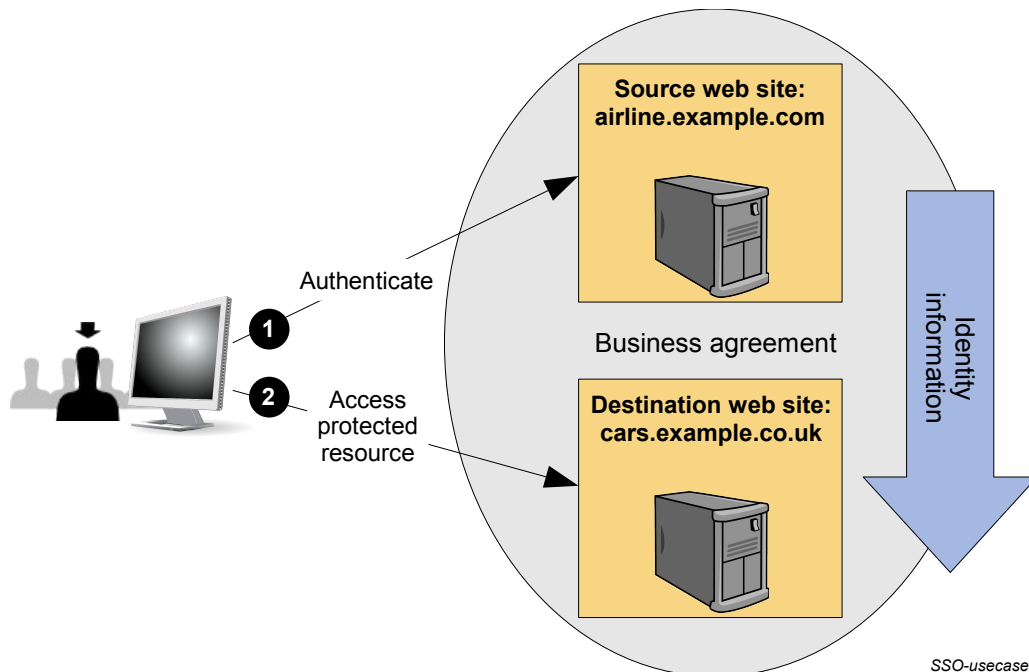 Source web site:
airline.example.com
Authenticate
1
Business agreement
Identity
information
2
Access
protected
resource
Destination web site:
cars.example.co.uk
SSO-usecase